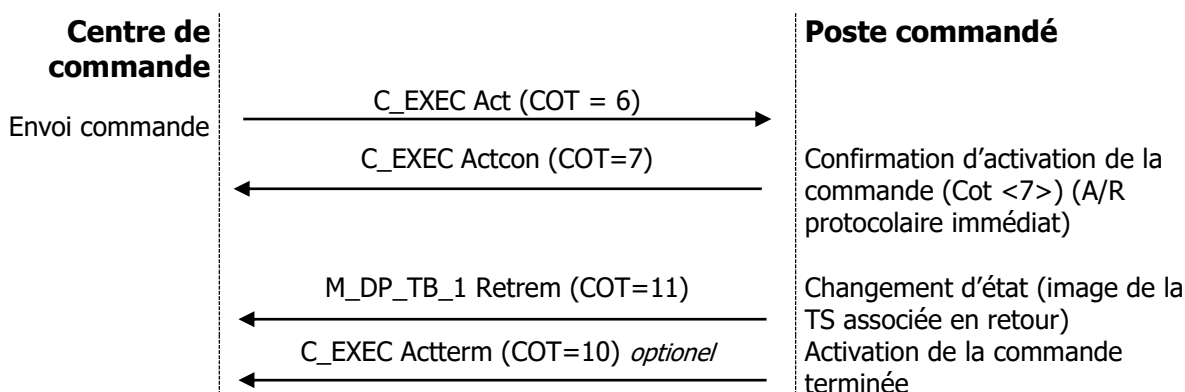 Centre de
commande
Poste commandé
C_EXEC Act (COT = 6)
Envoi commande
C_EXEC Actcon (COT=7)
Confirmation d'activation de la
commande (Cot <7>) (A/R
protocolaire immédiat)
M_DP_TB_1 Retrem (COT=11)
Changement d'état (image de la
TS associée en retour)
C_EXEC Actterm (COT=10) optionel
Activation de la commande
terminée